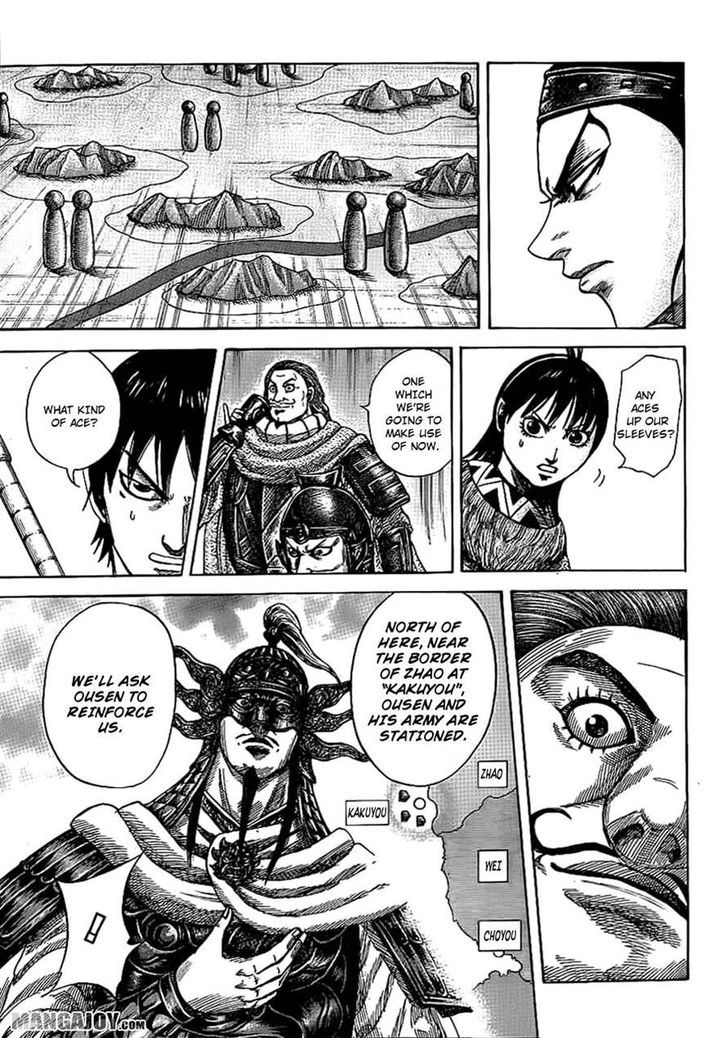 ANY
ACES
UP OUR
SLEEVES?
ONE
WHICH
WE'RE
GOING TO
MAKE USE
OF NOW.
WHAT KIND
OF ACE?
NORTH OF
HERE, NEAR
THE BORDER
OF ZHAO AT
"KAKUYOU",
OUSEN AND
HIS ARMY ARE
STATIONED.
WE'LL ASK
OUSEN TO
REINFORCE
US.
ZHAO
KAKUYOU
WEI
CHOYOU
!
MANGAJOY.COM